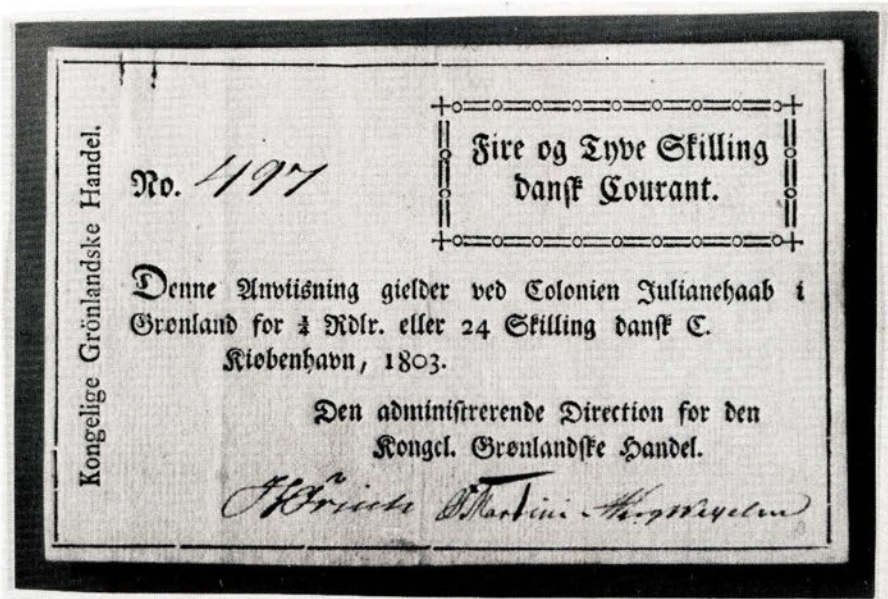 Kongelige Grönlandske Handel.
No. 497
Fire og Tyve Skilling
dansk Courant.
Denne Anviisning gielder ved Colonien Julianehaab i
Grønland for ¼ Rdlr. eller 24 Skilling dansk C.
Kiøbenhavn, 1803.
Den administrerende Direction for den
Kongel. Grønlandske Handel.
Martini